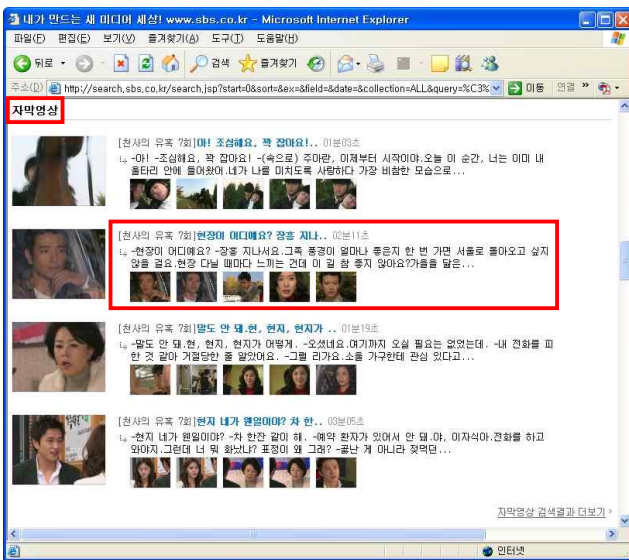 내가 만드는 새 미디어 세상! www.sbs.co.kr - Microsoft Internet Explorer
파일(F) 편집(E) 보기(V) 즐겨찾기(A) 도구(T) 도움말(H)
뒤로 검색 즐겨찾기
주소(D) http://search.sbs.co.kr/search.jsp?start=0&sort=&ex=&field=&date=&collection=ALL&query=%C3% 이동 연결 »
자막영상
[천사의 유혹 7회]아! 조심해요, 꽉 잡아요!.. 01분03초
-아! -조심해요, 꽉 잡아요! -(속으로) 주아란, 이제부터 시작이야.오늘 이 순간, 너는 이미 내
울타리 안에 들어왔어.네가 나를 미치도록 사랑하다 가장 비참한 모습으로...
[천사의 유혹 7회]현장이 어디예요? 장흥 지나.. 02분11초
-현장이 어디예요? -장흥 지나서요.그쪽 풍경이 얼마나 좋은지 한 번 가면 서울로 돌아오고 싶지
않을 걸요.현장 다닐 때마다 느끼는 건데 이 길 참 좋지 않아요?가을을 닮은...
[천사의 유혹 7회]말도 안 돼.현, 현지, 현지가 .. 01분19초
-말도 안 돼.현, 현지, 현지가 어떻게. -오셨네요.여기까지 오실 필요는 없었는데. -내 전화를 피
한 것 같아 거절당한 줄 알았어요. -그럴 리가요.소울 가구한테 관심 있다고...
[천사의 유혹 7회]현지 네가 웬일이야? 차 한.. 03분05초
-현지 네가 웬일이야? -차 한잔 같이 해. -예약 환자가 있어서 안 돼.야, 이자식아.전화를 하고
와야지.그런데 너 뭐 화났냐? 표정이 왜 그래? -골난 게 아니라 젖먹던...
자막영상 검색결과 더보기
인터넷